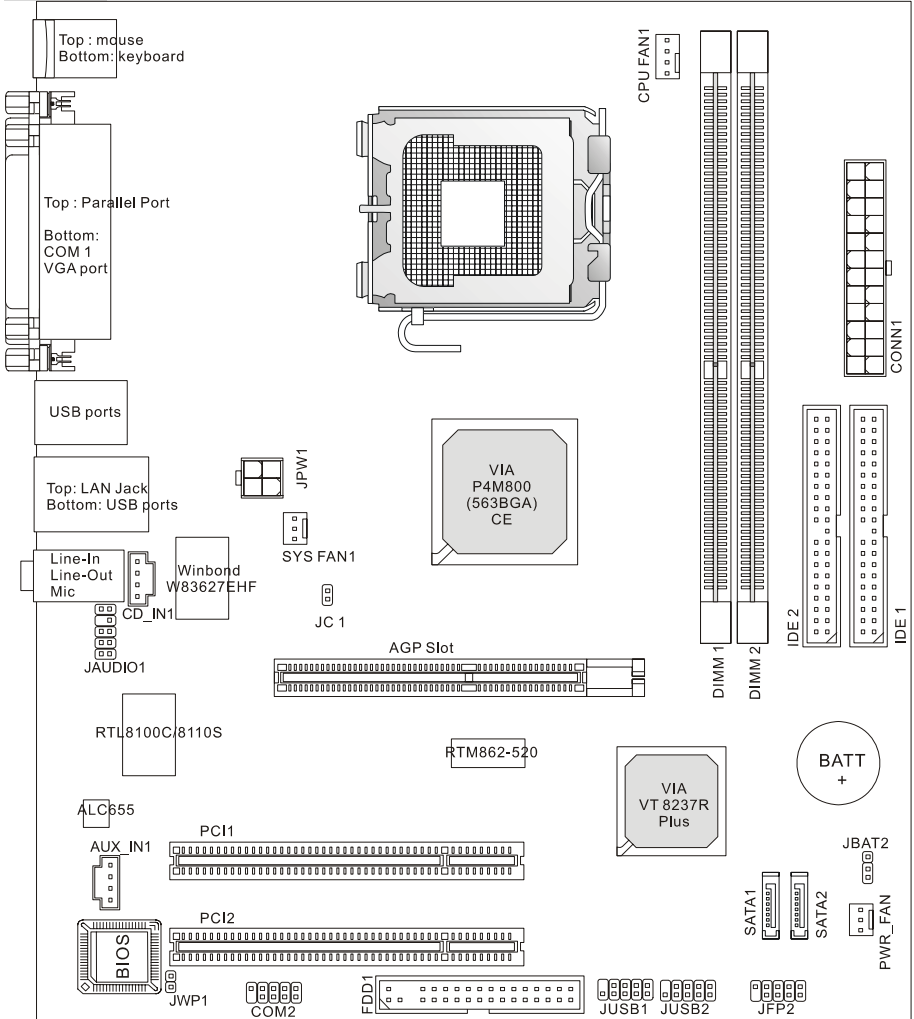 Top : mouse
Bottom: keyboard
CPU FAN1
Top : Parallel Port
Bottom:
COM 1
VGA port
CONN1
USB ports
VIA
P4M800
(563BGA)
CE
JPW1
Top: LAN Jack
Bottom: USB ports
SYS FAN1
Line-In
Line-Out
Mic
Winbond
W83627EHF
CD_IN1
JC 1
IDE 2
IDE 1
DIMM 1
DIMM 2
JAUDIO1
AGP Slot
RTL8100C/8110S
RTM862-520
BATT
+
VIA
VT 8237R
Plus
ALC655
PCI1
AUX_IN1
JBAT2
SATA1
SATA2
PWR_FAN
PCI2
BIOS
JWP1
COM2
FDD1
JUSB1
JUSB2
JFP2